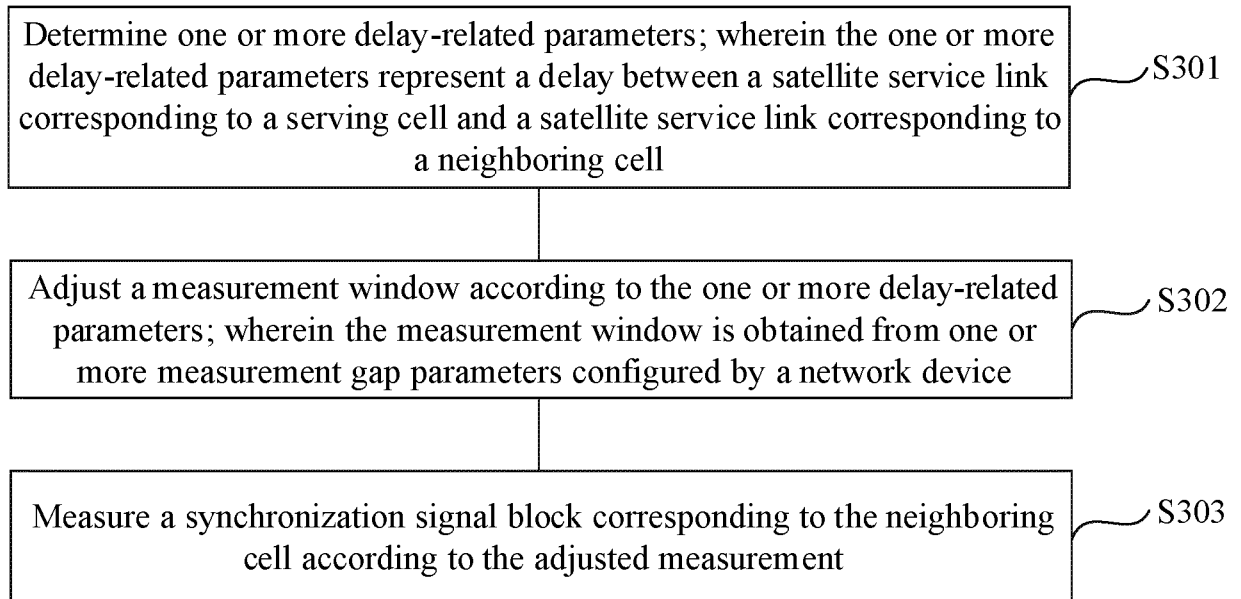 Determine one or more delay-related parameters; wherein the one or more
delay-related parameters represent a delay between a satellite service link
corresponding to a serving cell and a satellite service link corresponding to
a neighboring cell
S301
Adjust a measurement window according to the one or more delay-related
parameters; wherein the measurement window is obtained from one or
more measurement gap parameters configured by a network device
S302
Measure a synchronization signal block corresponding to the neighboring
cell according to the adjusted measurement
S303